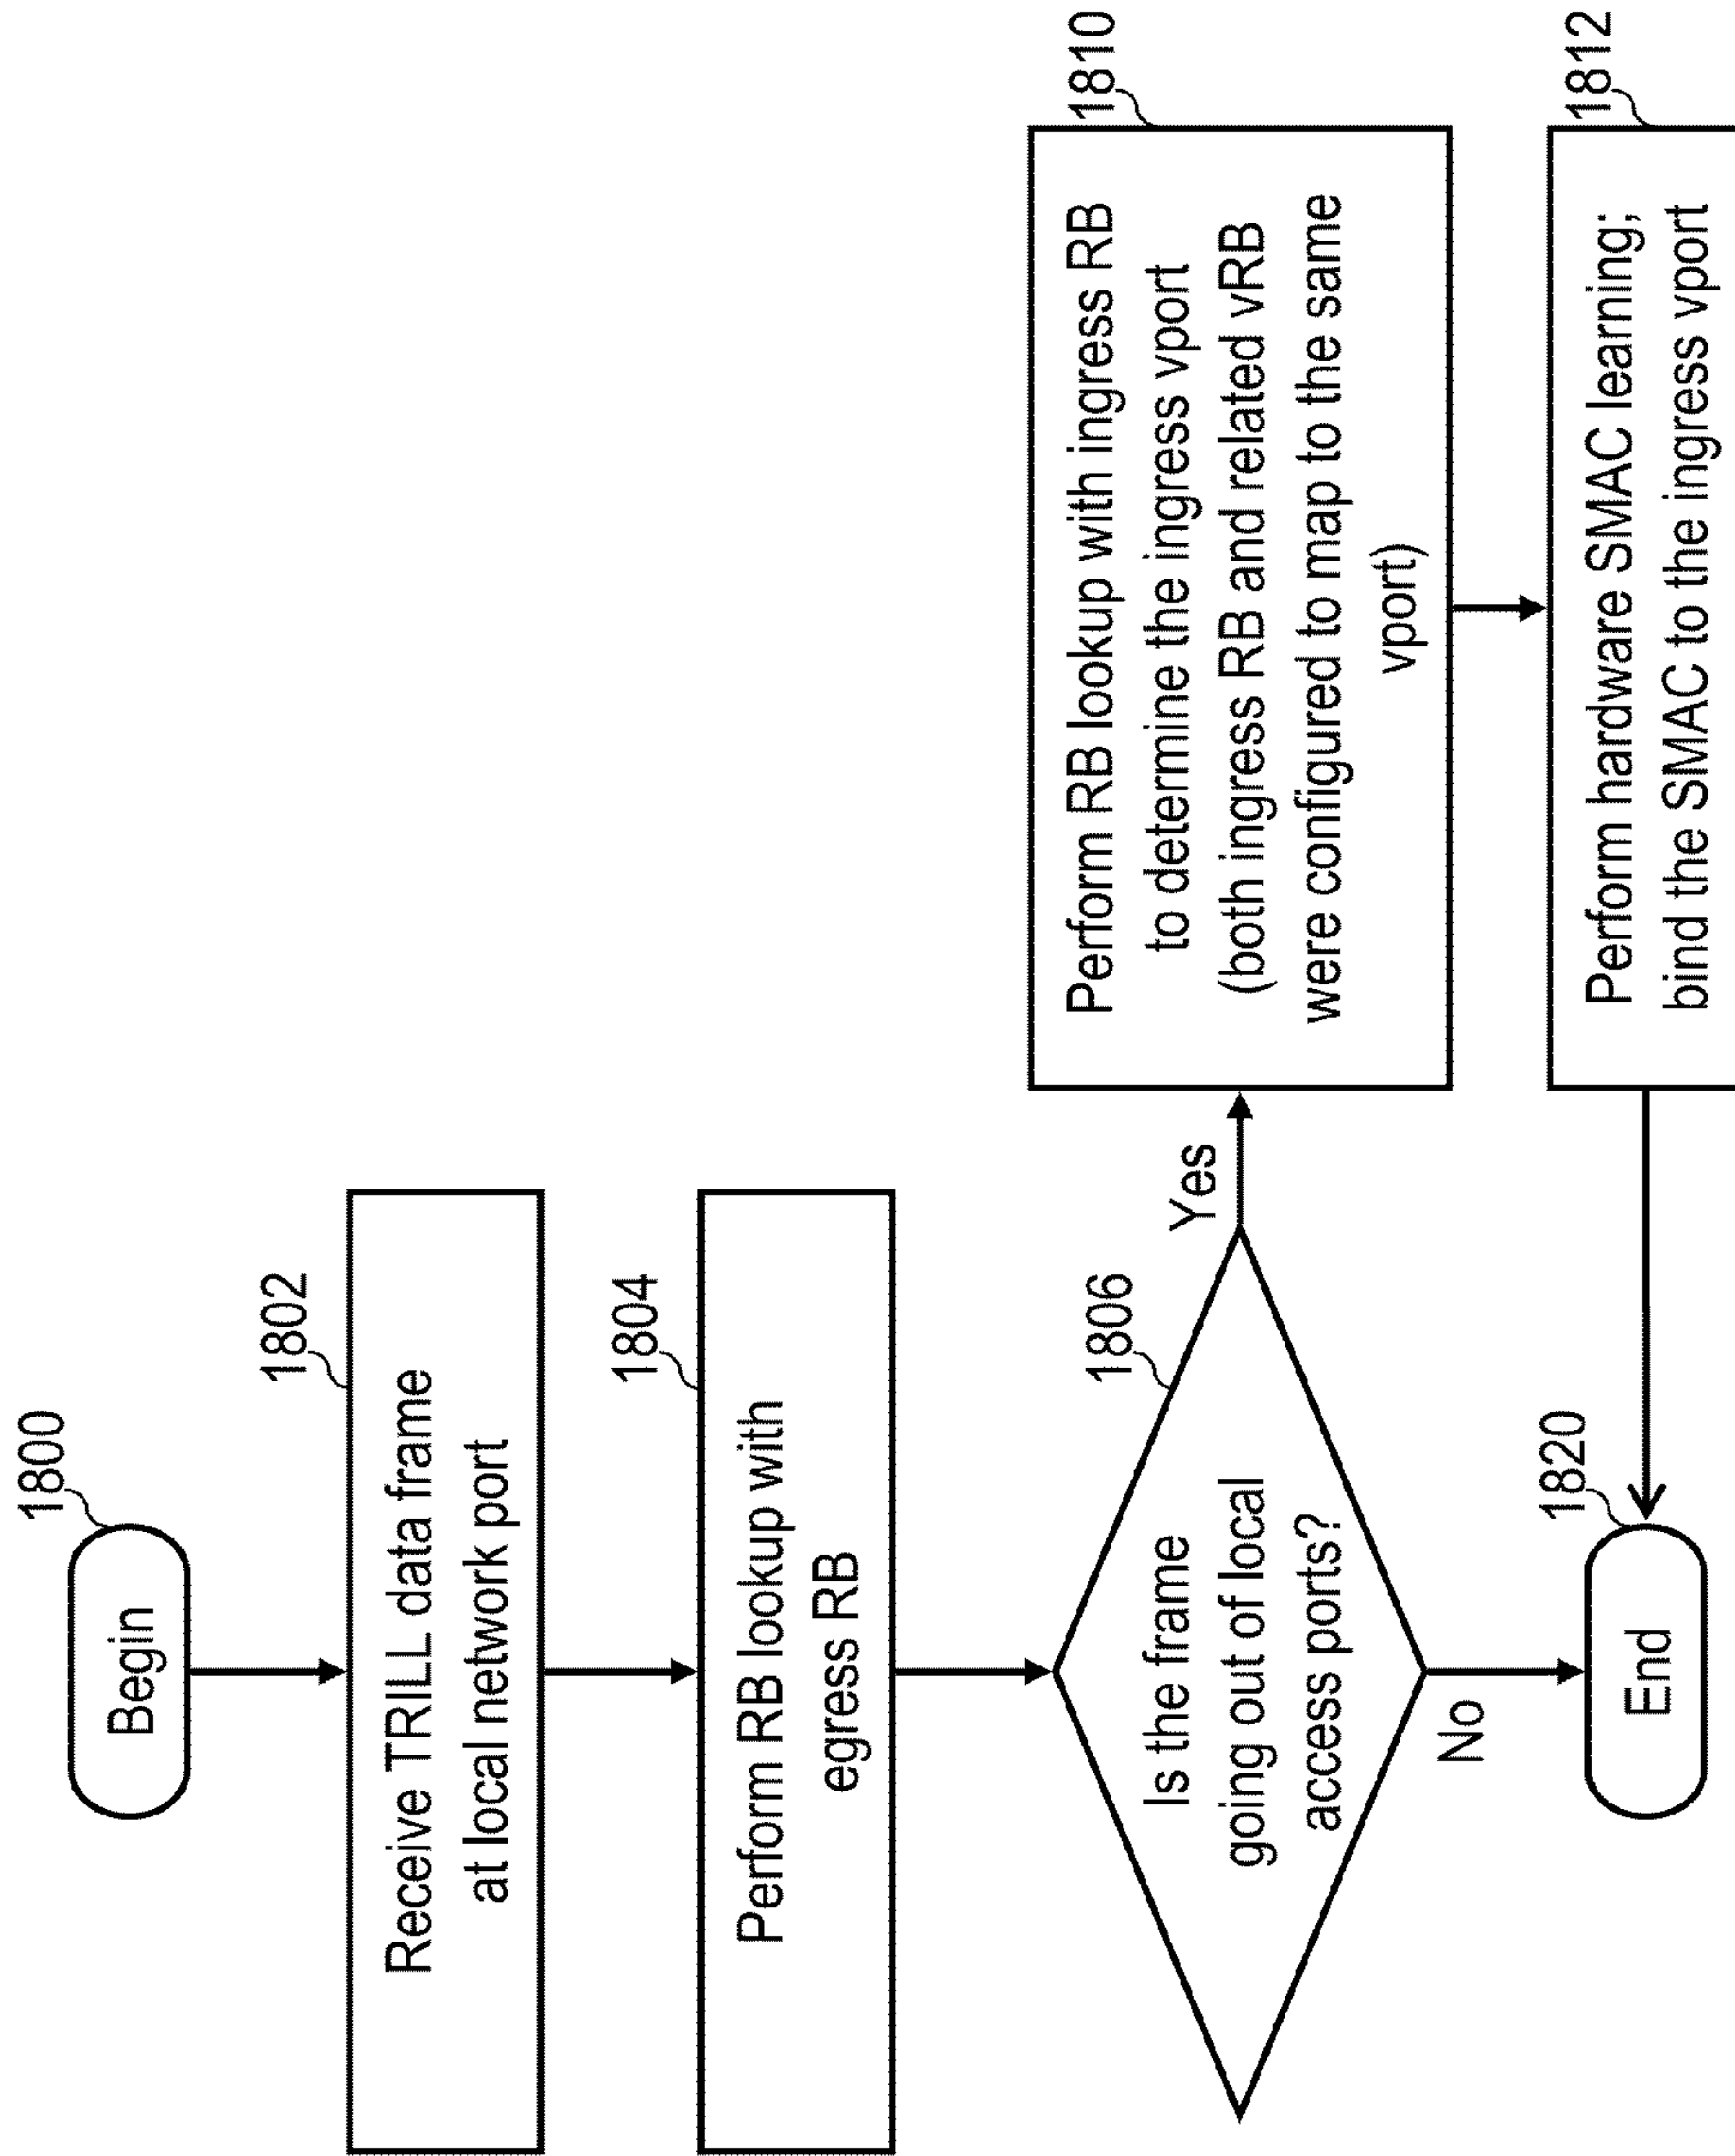 1800
Begin
1802
Receive TRILL data frame
at local network port
1804
Perform RB lookup with
egress RB
1806
Is the frame
going out of local
access ports?
Yes
No
1810
Perform RB lookup with ingress RB
to determine the ingress vport
(both ingress RB and related vRB
were configured to map to the same
vport)
1812
Perform hardware SMAC learning;
bind the SMAC to the ingress vport
1820
End